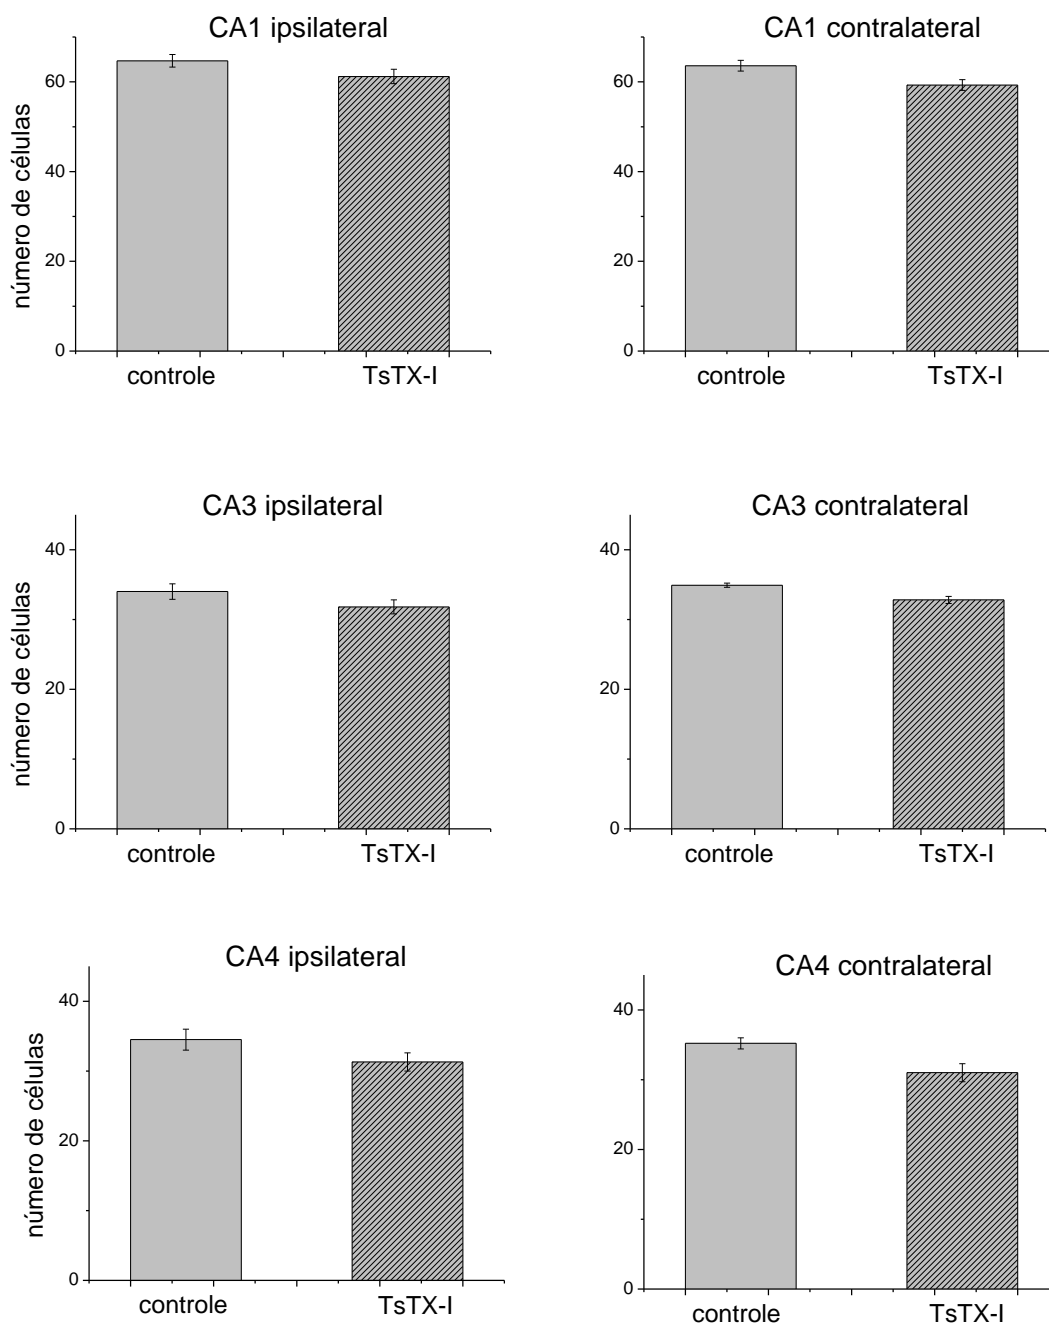 CA1 ipsilateral
número de células
60
40
20
0
controle TsTX-I
CA1 contralateral
60
40
20
0
controle TsTX-I
CA3 ipsilateral
número de células
40
20
0
controle TsTX-I
CA3 contralateral
40
20
0
controle TsTX-I
CA4 ipsilateral
número de células
40
20
0
controle TsTX-I
CA4 contralateral
40
20
0
controle TsTX-I